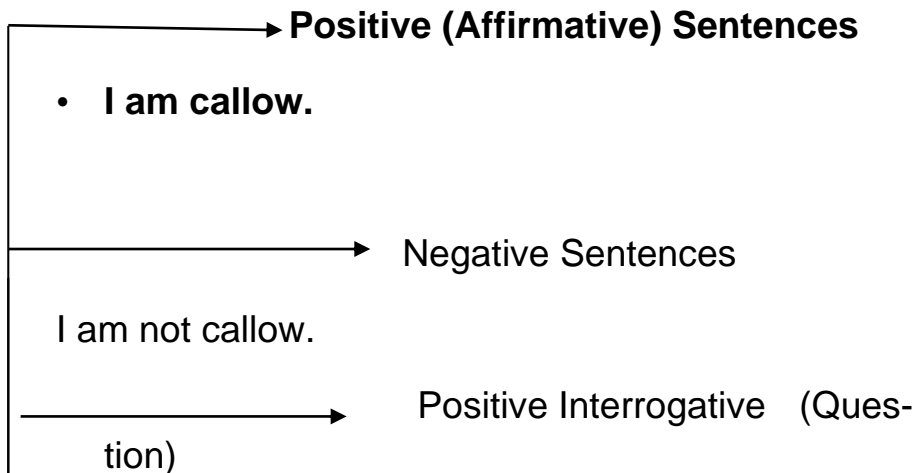 Positive (Affirmative) Sentences
• I am callow.
Negative Sentences
I am not callow.
Positive Interrogative (Ques-
tion)